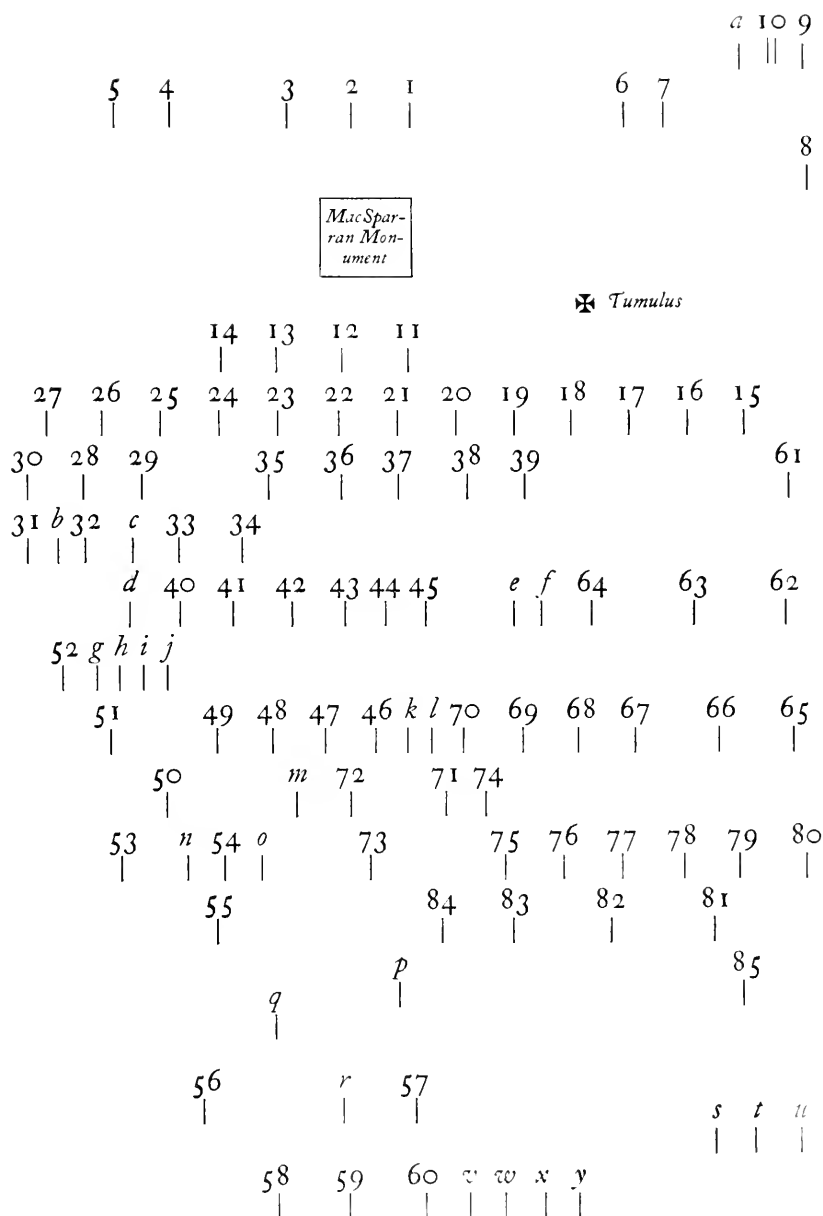 a 10 9
5 4 3 2 1 6 7
8
MacSpar-
ran Mon-
ument
✠ Tumulus
14 13 12 11
27 26 25 24 23 22 21 20 19 18 17 16 15
30 28 29 35 36 37 38 39 61
31 b 32 c 33 34
d 40 41 42 43 44 45 e f 64 63 62
52 g h i j
51 49 48 47 46 k l 70 69 68 67 66 65
50 m 72 71 74
53 n 54 o 73 75 76 77 78 79 80
55 84 83 82 81
p 85
q
56 r 57
s t u
58 59 60 v w x y